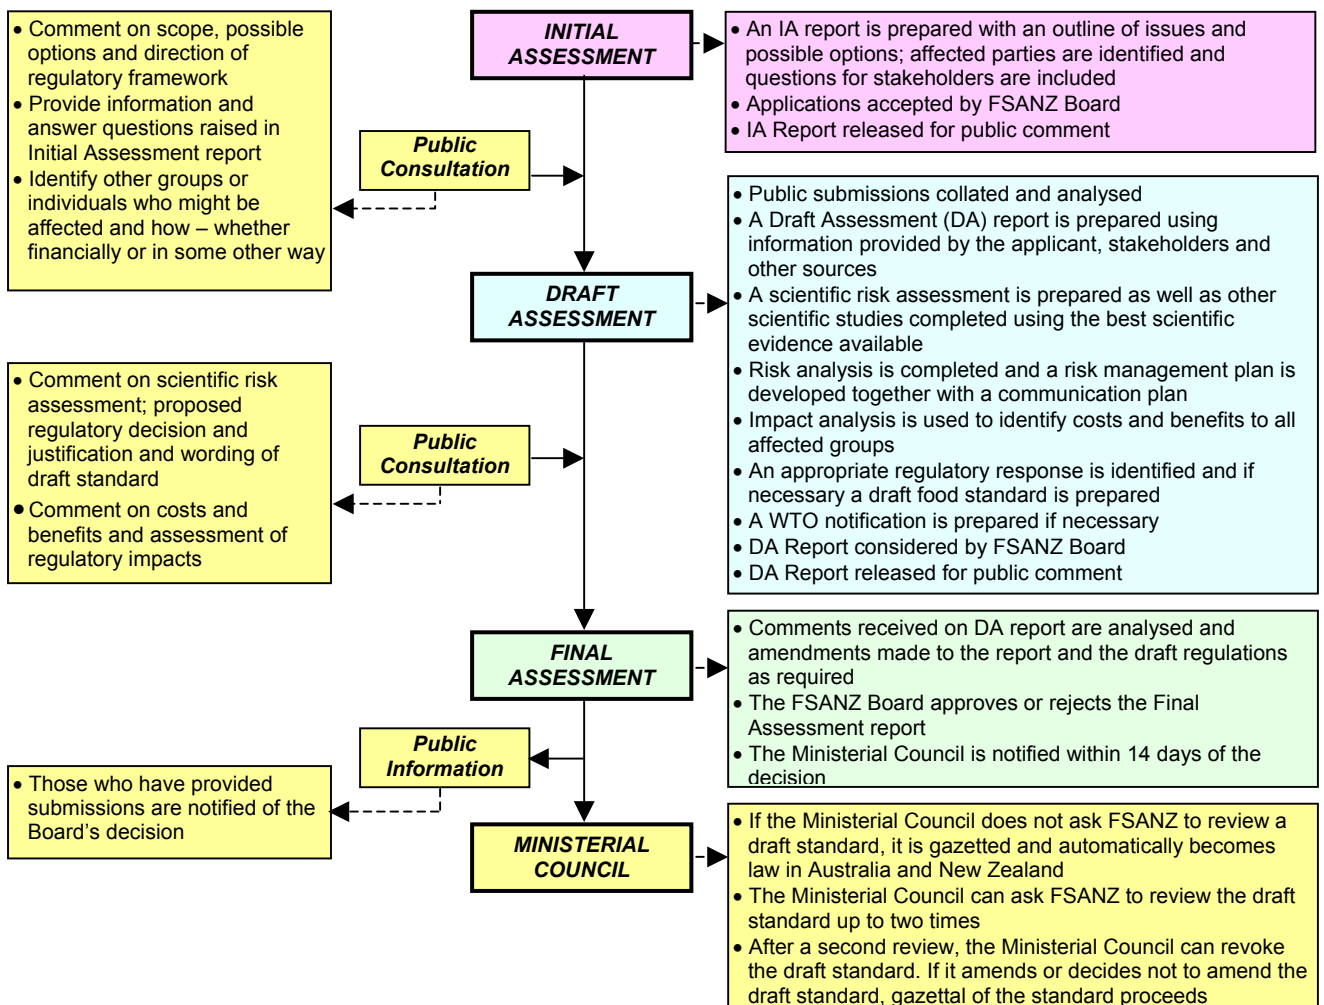 • Comment on scope, possible
options and direction of
regulatory framework
• Provide information and
answer questions raised in
Initial Assessment report
• Identify other groups or
individuals who might be
affected and how – whether
financially or in some other way
INITIAL
ASSESSMENT
• An IA report is prepared with an outline of issues and
possible options; affected parties are identified and
questions for stakeholders are included
• Applications accepted by FSANZ Board
• IA Report released for public comment
Public
Consultation
• Public submissions collated and analysed
• A Draft Assessment (DA) report is prepared using
information provided by the applicant, stakeholders and
other sources
• A scientific risk assessment is prepared as well as other
scientific studies completed using the best scientific
evidence available
• Risk analysis is completed and a risk management plan is
developed together with a communication plan
• Impact analysis is used to identify costs and benefits to all
affected groups
• An appropriate regulatory response is identified and if
necessary a draft food standard is prepared
• A WTO notification is prepared if necessary
• DA Report considered by FSANZ Board
• DA Report released for public comment
DRAFT
ASSESSMENT
• Comment on scientific risk
assessment; proposed
regulatory decision and
justification and wording of
draft standard
• Comment on costs and
benefits and assessment of
regulatory impacts
Public
Consultation
FINAL
ASSESSMENT
• Comments received on DA report are analysed and
amendments made to the report and the draft regulations
as required
• The FSANZ Board approves or rejects the Final
Assessment report
• The Ministerial Council is notified within 14 days of the
decision
Public
Information
• Those who have provided
submissions are notified of the
Board's decision
MINISTERIAL
COUNCIL
• If the Ministerial Council does not ask FSANZ to review a
draft standard, it is gazetted and automatically becomes
law in Australia and New Zealand
• The Ministerial Council can ask FSANZ to review the draft
standard up to two times
• After a second review, the Ministerial Council can revoke
the draft standard. If it amends or decides not to amend the
draft standard, gazettal of the standard proceeds